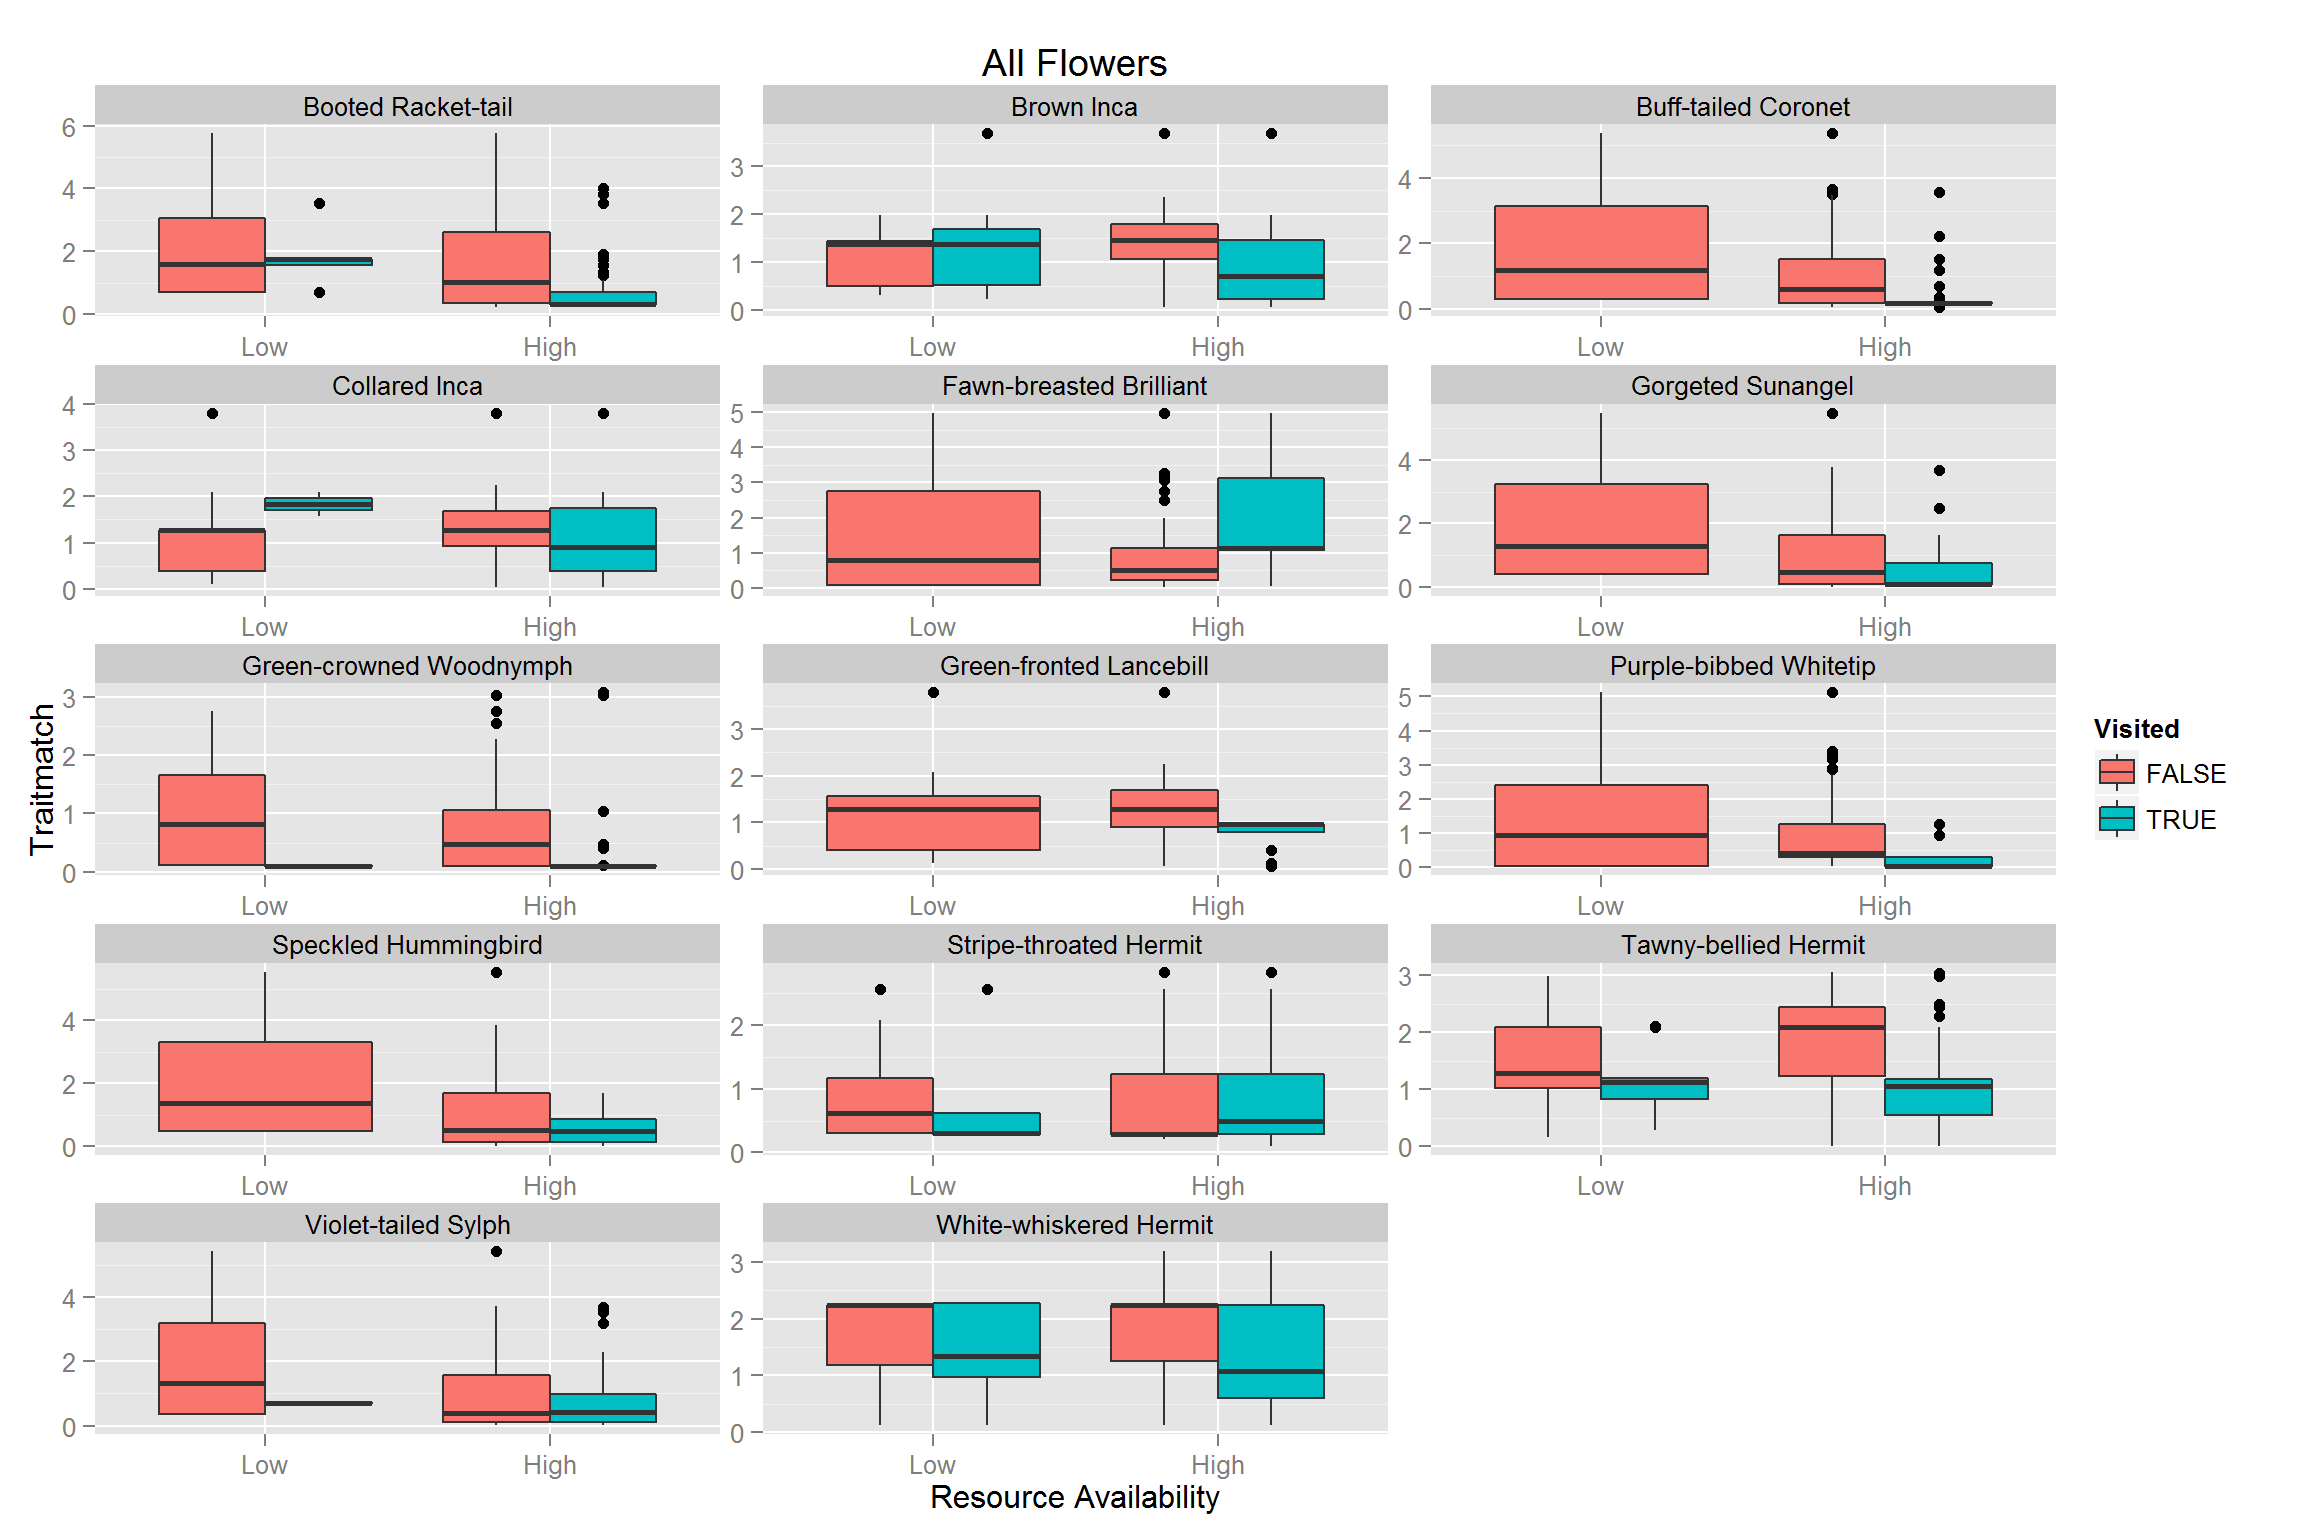 All Flowers
Booted Racket-tail
Brown Inca
Buff-tailed Coronet
6
4
2
0
3
2
1
0
4
2
0
Low High
Low High
Low High
Collared Inca
Fawn-breasted Brilliant
Gorgeted Sunangel
4
3
2
1
0
5
4
3
2
1
0
4
2
0
Low High
Low High
Low High
Green-crowned Woodnymph
Green-fronted Lancebill
Purple-bibbed Whitetip
3
2
1
0
3
2
1
0
5
4
3
2
1
0
Low High
Low High
Low High
Speckled Hummingbird
Stripe-throated Hermit
Tawny-bellied Hermit
4
2
0
2
1
0
3
2
1
0
Low High
Low High
Low High
Violet-tailed Sylph
White-whiskered Hermit
4
2
0
3
2
1
0
Low High
Low High
Traitmatch
Resource Availability
Visited
FALSE
TRUE